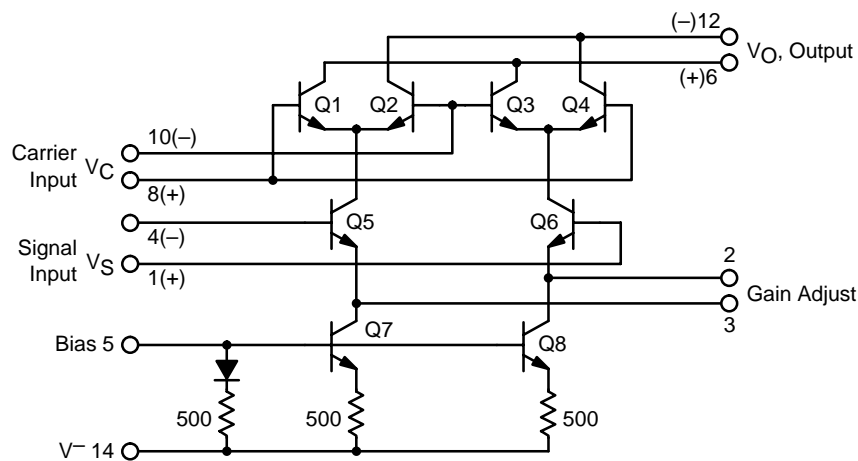 (–)12
VO, Output
(+)6
Q1
Q2
Q3
Q4
10(–)
Carrier
Input
VC
8(+)
Q5
Q6
4(–)
Signal
Input
VS
1(+)
2
Gain Adjust
3
Q7
Bias 5
Q8
500
500
500
V– 14